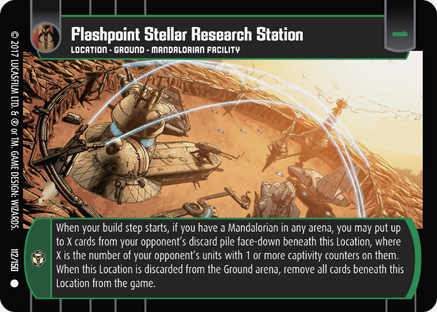 Flashpoint Stellar Research Station
LOCATION - GROUND - MANDALORIAN FACILITY
When your build step starts, if you have a Mandalorian in any arena, you may put up
to X cards from your opponent's discard pile face-down beneath this Location, where
X is the number of your opponent's units with 1 or more captivity counters on them.
When this Location is discarded from the Ground arena, remove all cards beneath this
Location from the game.
© 2017 LUCASFILM LTD. & ® or TM. GAME DESIGN: WIZARDS.
112/150